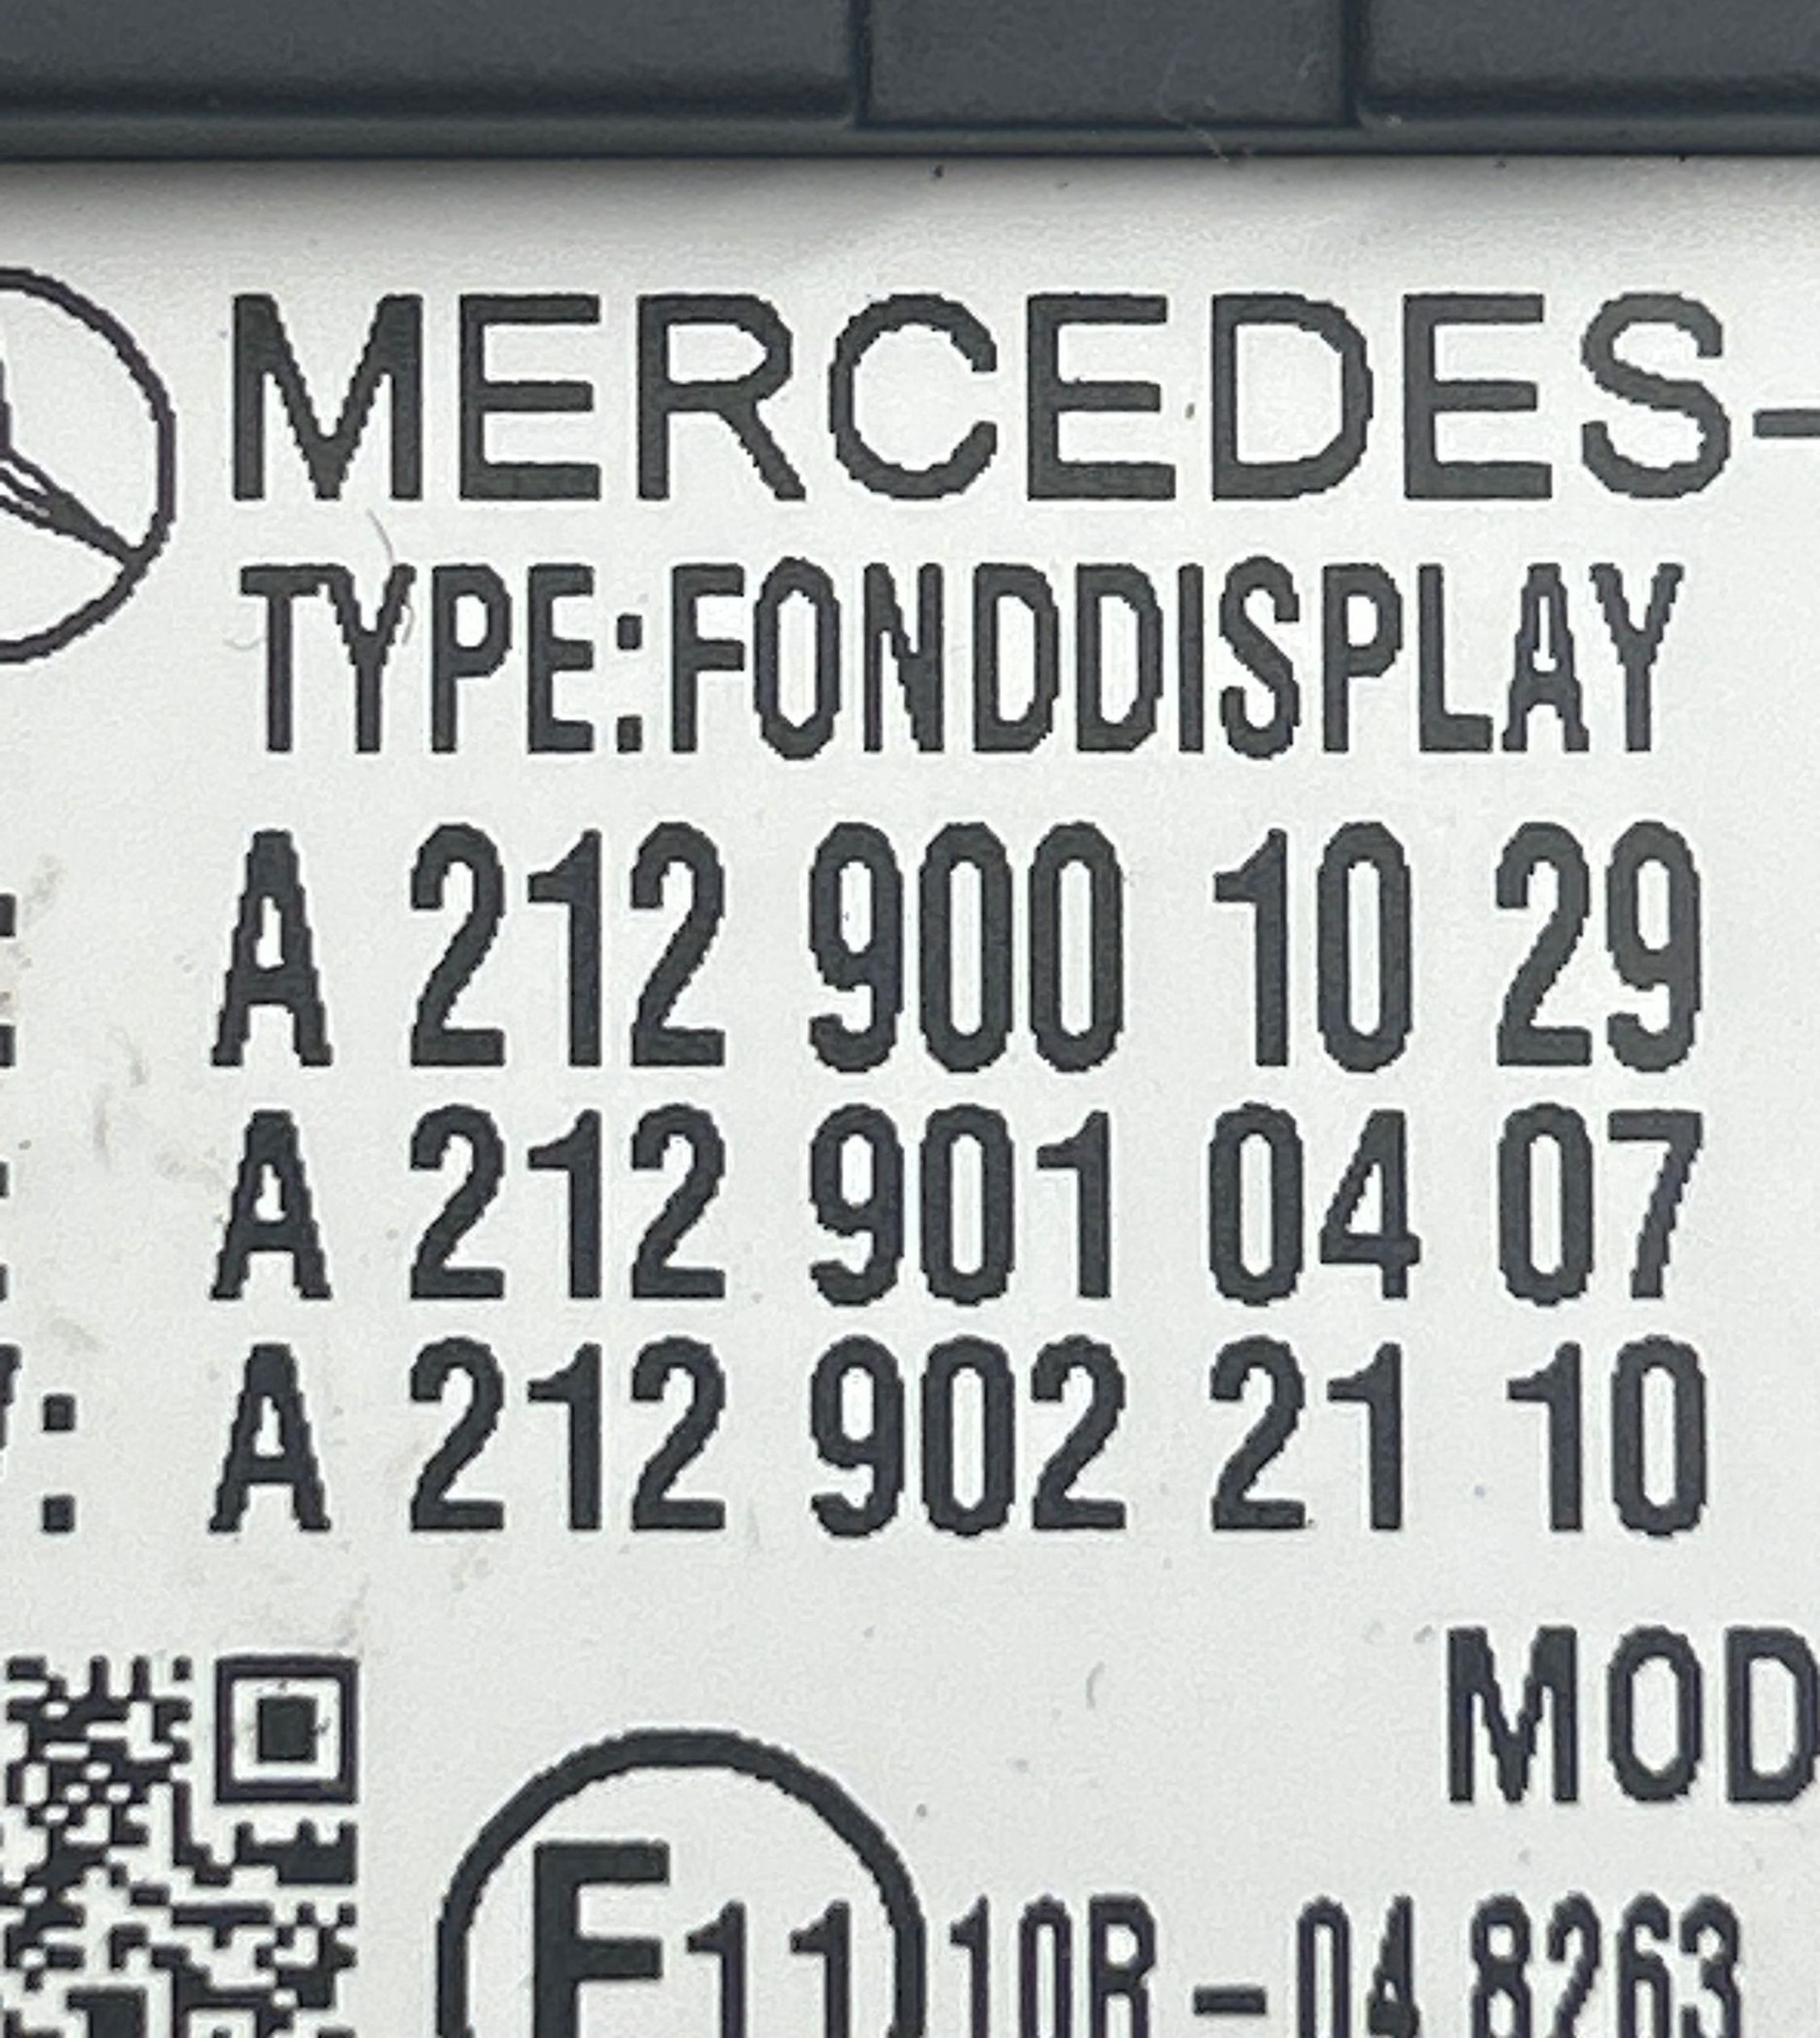 MERCEDES-
TYPE:FONDDISPLAY
A 212 900 10 29
A 212 901 04 07
: A 212 902 21 10
MOD
E11 10R-04 8263